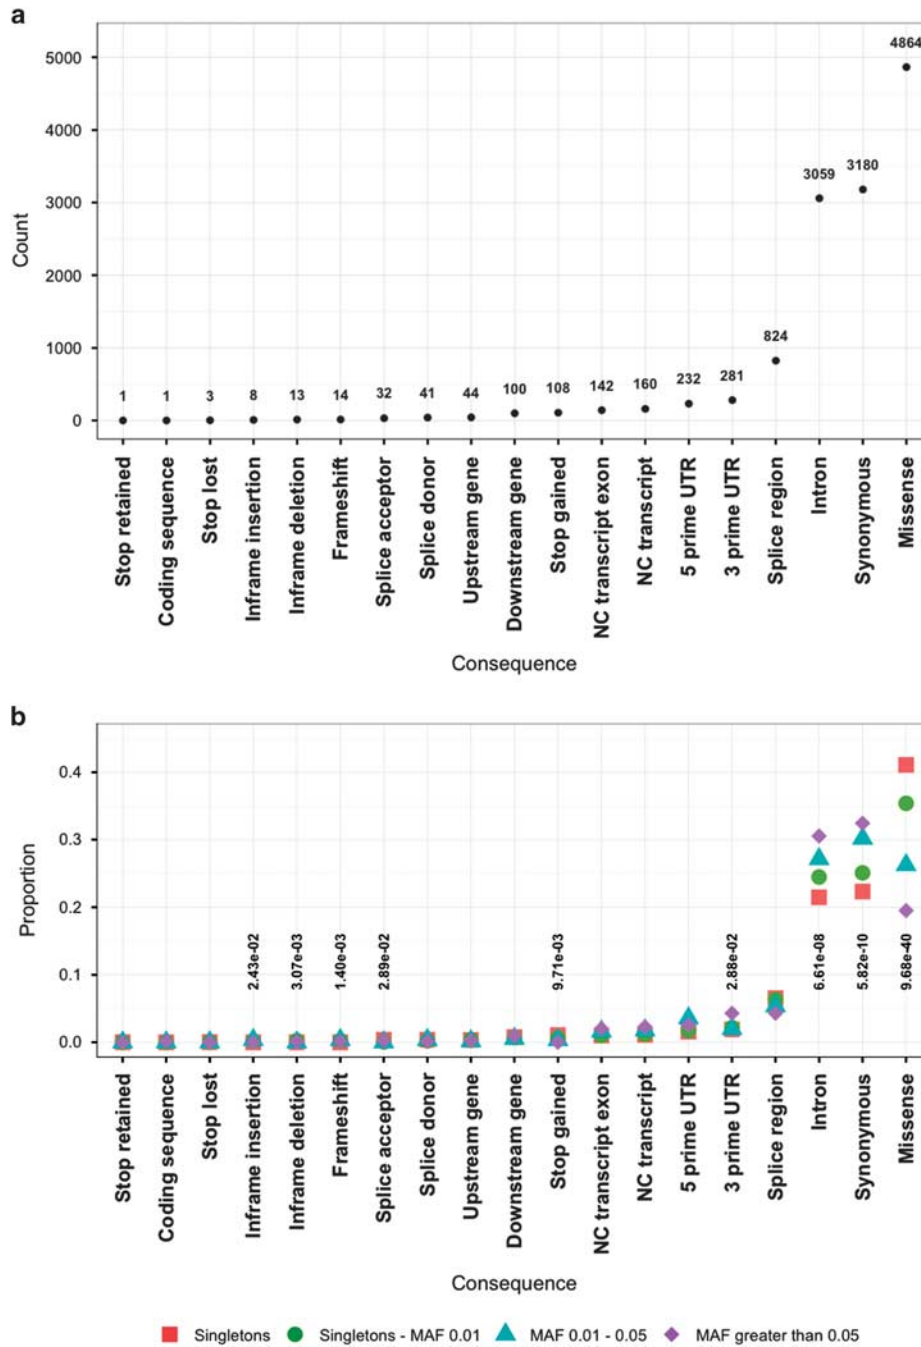 a
5000
4000
3000
2000
1000
0
Count
1
1
3
8
13
14
32
41
44
100
108
142
160
232
281
824
3059
3180
4864
Stop retained
Coding sequence
Stop lost
Inframe insertion
Inframe deletion
Frameshift
Splice acceptor
Splice donor
Upstream gene
Downstream gene
Stop gained
NC transcript exon
NC transcript
5 prime UTR
3 prime UTR
Splice region
Intron
Synonymous
Missense
Consequence
b
0.4
0.3
0.2
0.1
0.0
Proportion
2.43e-02
3.07e-03
1.40e-03
2.89e-02
9.71e-03
2.88e-02
6.61e-08
5.82e-10
9.68e-40
Stop retained
Coding sequence
Stop lost
Inframe insertion
Inframe deletion
Frameshift
Splice acceptor
Splice donor
Upstream gene
Downstream gene
Stop gained
NC transcript exon
NC transcript
5 prime UTR
3 prime UTR
Splice region
Intron
Synonymous
Missense
Consequence
Singletons
Singletons - MAF 0.01
MAF 0.01 - 0.05
MAF greater than 0.05